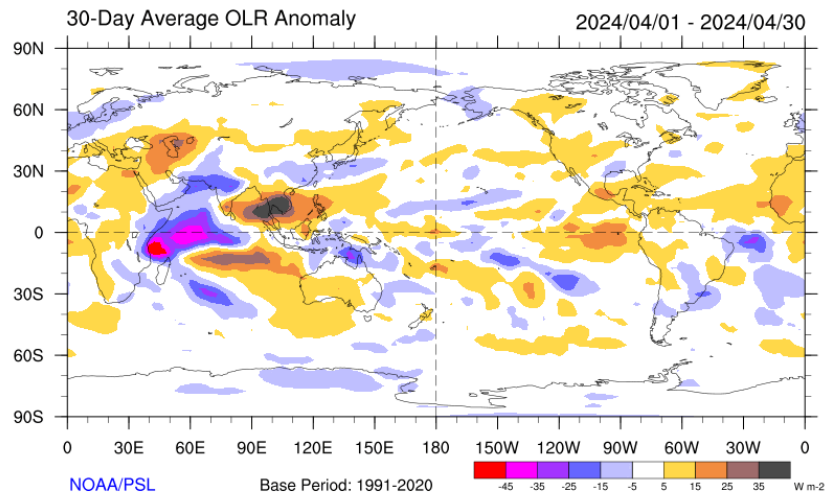 30-Day Average OLR Anomaly
2024/04/01 - 2024/04/30
90N
60N
30N
0
30S
60S
90S
0 30E 60E 90E 120E 150E 180 150W 120W 90W 60W 30W 0
NOAA/PSL
Base Period: 1991-2020
-45 -35 -25 -15 -5 5 15 25 35 W m-2